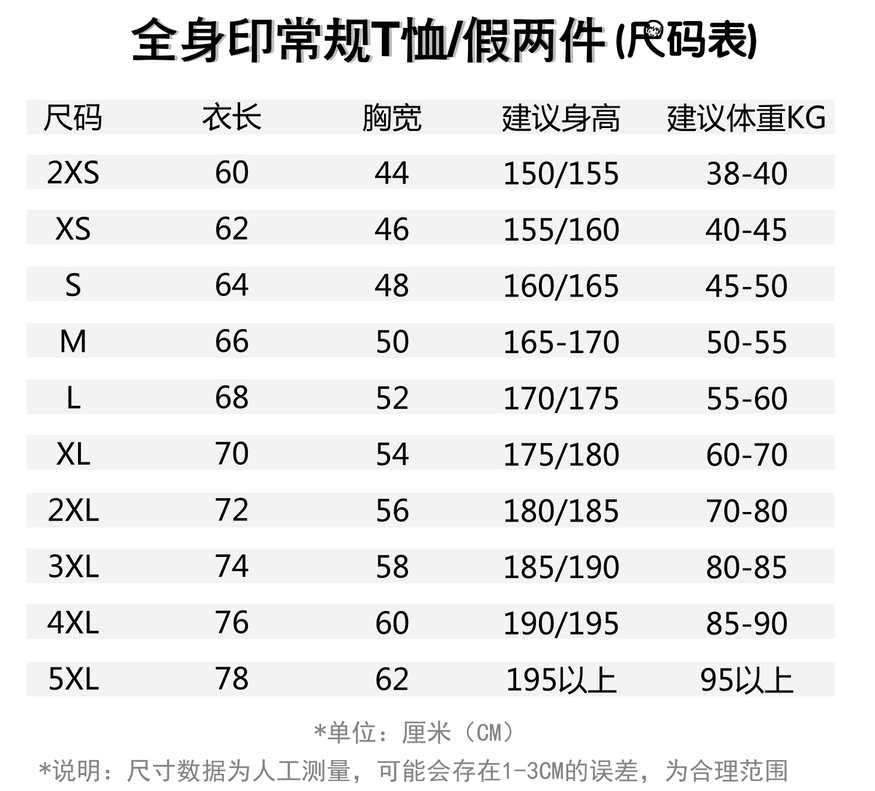 全身印常规T恤/假两件(尺码表)
尺码 衣长 胸宽 建议身高 建议体重KG
2XS 60 44 150/155 38-40
XS 62 46 155/160 40-45
S 64 48 160/165 45-50
M 66 50 165-170 50-55
L 68 52 170/175 55-60
XL 70 54 175/180 60-70
2XL 72 56 180/185 70-80
3XL 74 58 185/190 80-85
4XL 76 60 190/195 85-90
5XL 78 62 195以上 95以上
*单位：厘米（CM）
*说明：尺寸数据为人工测量，可能会存在1-3CM的误差，为合理范围